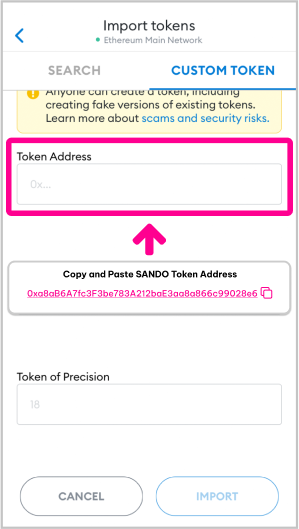 Import tokens
Ethereum Main Network
SEARCH
CUSTOM TOKEN
Anyone can create a token, including
creating fake versions of existing tokens.
Learn more about scams and security risks.
Token Address
0x...
Copy and Paste SANDO Token Address
0xa8aB6A7fc3F3be783A212baE3aa8a866c99028e6
Token of Precision
18
CANCEL
IMPORT